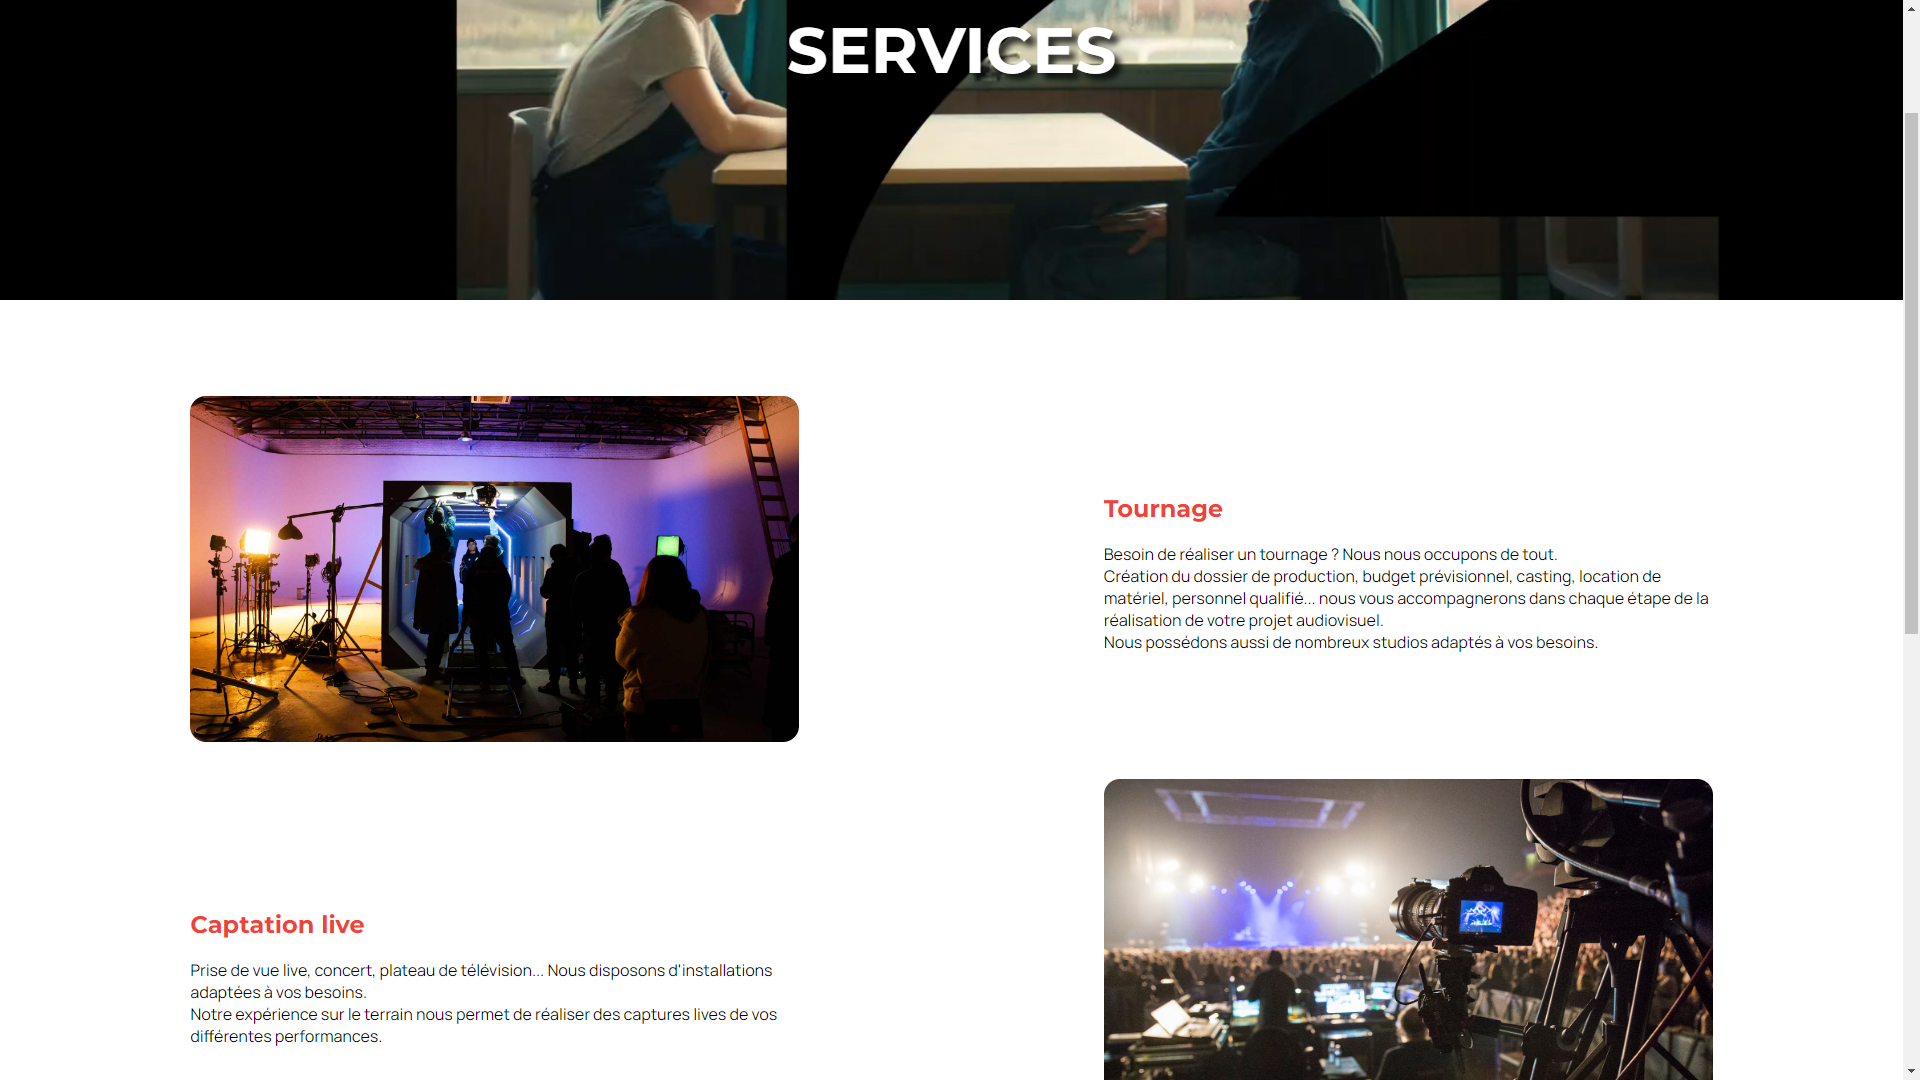 SERVICES
Tournage
Besoin de réaliser un tournage ? Nous nous occupons de tout.
Création du dossier de production, budget prévisionnel, casting, location de
matériel, personnel qualifié... nous vous accompagnerons dans chaque étape de la
réalisation de votre projet audiovisuel.
Nous possédons aussi de nombreux studios adaptés à vos besoins.
Captation live
Prise de vue live, concert, plateau de télévision... Nous disposons d'installations
adaptées à vos besoins.
Notre expérience sur le terrain nous permet de réaliser des captures lives de vos
différentes performances.